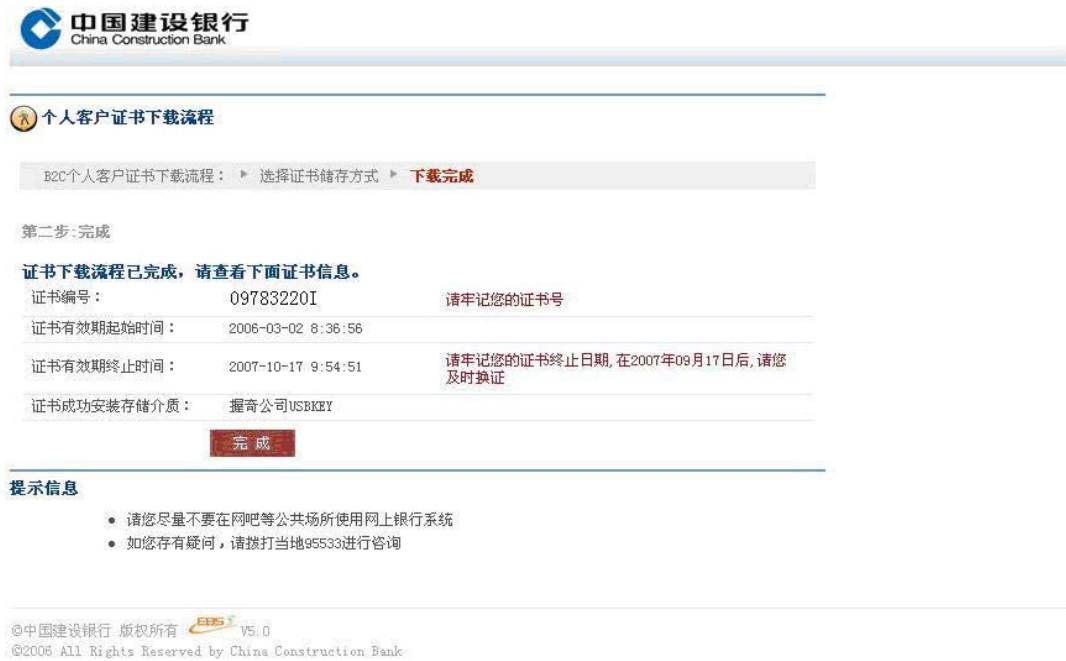 中国建设银行
China Construction Bank
个人客户证书下载流程
B2C个人客户证书下载流程： 选择证书储存方式 下载完成
第二步:完成
证书下载流程已完成，请查看下面证书信息。
证书编号： 09783220I 请牢记您的证书号
证书有效期起始时间： 2006-03-02 8:36:56
证书有效期终止时间： 2007-10-17 9:54:51 请牢记您的证书终止日期,在2007年09月17日后,请您
及时换证
证书成功安装存储介质： 握奇公司USBKEY
完成
提示信息
● 请您尽量不要在网吧等公共场所使用网上银行系统
● 如您存有疑问，请拨打当地95533进行咨询
©中国建设银行 版权所有 EBS V5.0
©2006 All Rights Reserved by China Construction Bank